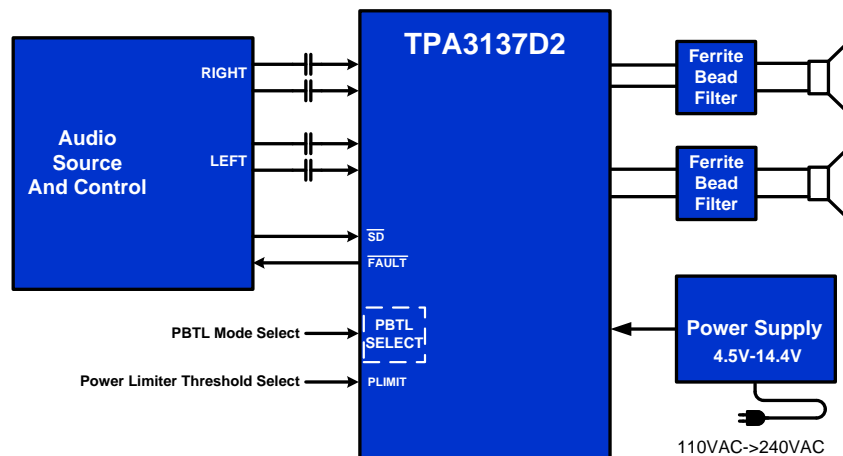 TPA3137D2
Audio
Source
And Control
RIGHT
LEFT
SD
FAULT
PBTL Mode Select
PBTL
SELECT
Power Limiter Threshold Select
PLIMIT
Ferrite
Bead
Filter
Ferrite
Bead
Filter
Power Supply
4.5V-14.4V
110VAC->240VAC